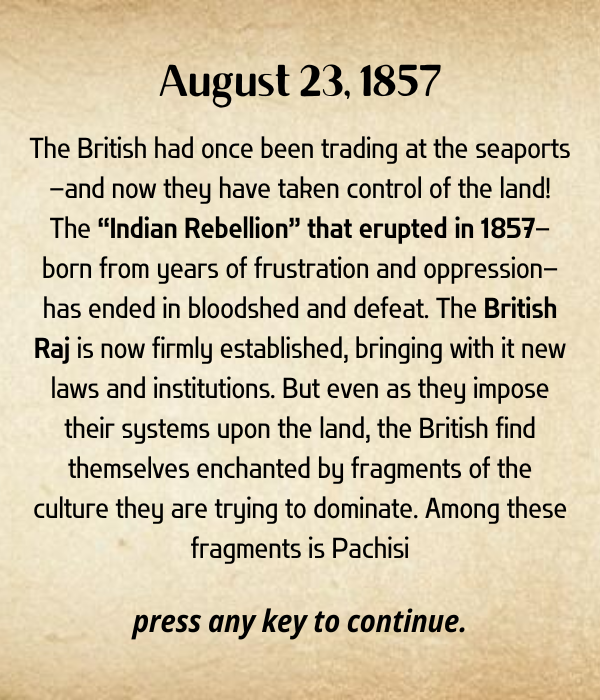 August 23, 1857
The British had once been trading at the seaports
–and now they have taken control of the land!
The “Indian Rebellion” that erupted in 1857–
born from years of frustration and oppression–
has ended in bloodshed and defeat. The British
Raj is now firmly established, bringing with it new
laws and institutions. But even as they impose
their systems upon the land, the British find
themselves enchanted by fragments of the
culture they are trying to dominate. Among these
fragments is Pachisi
press any key to continue.